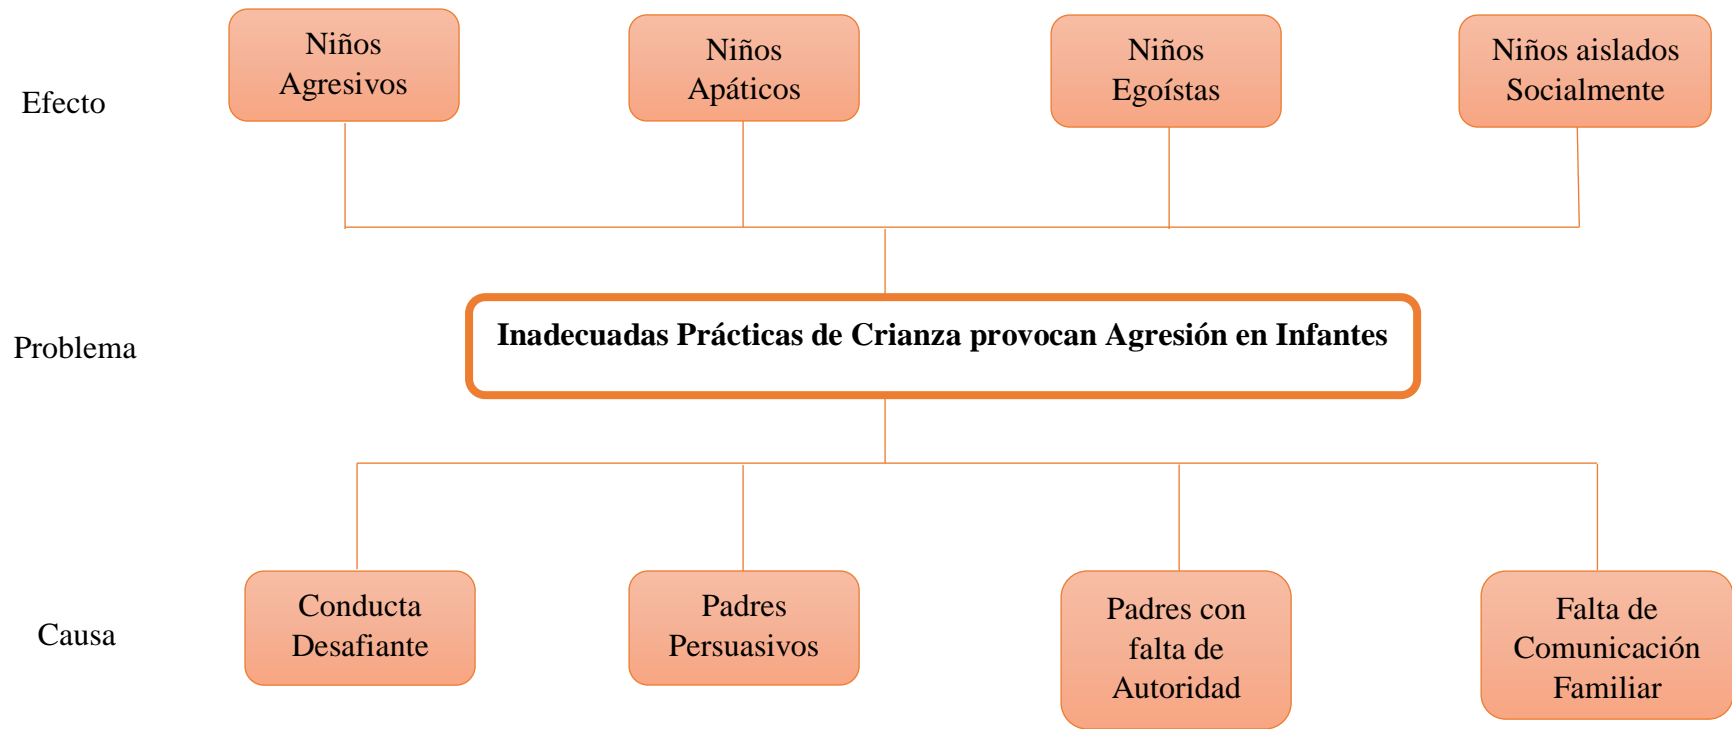 Efecto
Niños
Agresivos
Niños
Apáticos
Niños
Egoístas
Niños aislados
Socialmente
Problema
Inadecuadas Prácticas de Crianza provocan Agresión en Infantes
Causa
Conducta
Desafiante
Padres
Persuasivos
Padres con
falta de
Autoridad
Falta de
Comunicación
Familiar